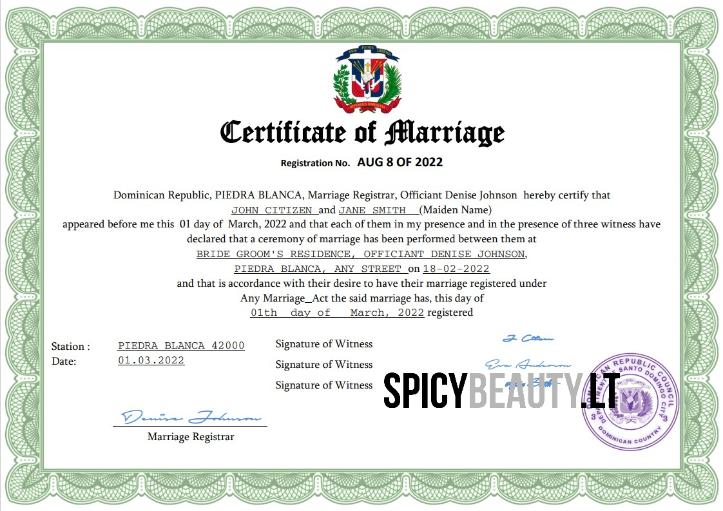 Certificate of Marriage
Registration No. AUG 8 OF 2022
Dominican Republic, PIEDRA BLANCA, Marriage Registrar, Officiant Denise Johnson hereby certify that
JOHN CITIZEN and JANE SMITH (Maiden Name)
appeared before me this 01 day of March, 2022 and that each of them in my presence and in the presence of three witness have
declared that a ceremony of marriage has been performed between them at
BRIDE GROOM'S RESIDENCE, OFFICIANT DENISE JOHNSON,
PIEDRA BLANCA, ANY STREET on 18-02-2022
and that is accordance with their desire to have their marriage registered under
Any Marriage_Act the said marriage has, this day of
01th day of March, 2022 registered
Station : PIEDRA BLANCA 42000
Date: 01.03.2022
Signature of Witness
Signature of Witness Eva Anderson
Signature of Witness
SPICYBEAUTY.LT
Denise Johnson
Marriage Registrar
DOMINICAN REPUBLIC COUNCIL
SANTO DOMINGO CITY
DOMINICAN COUNTRY